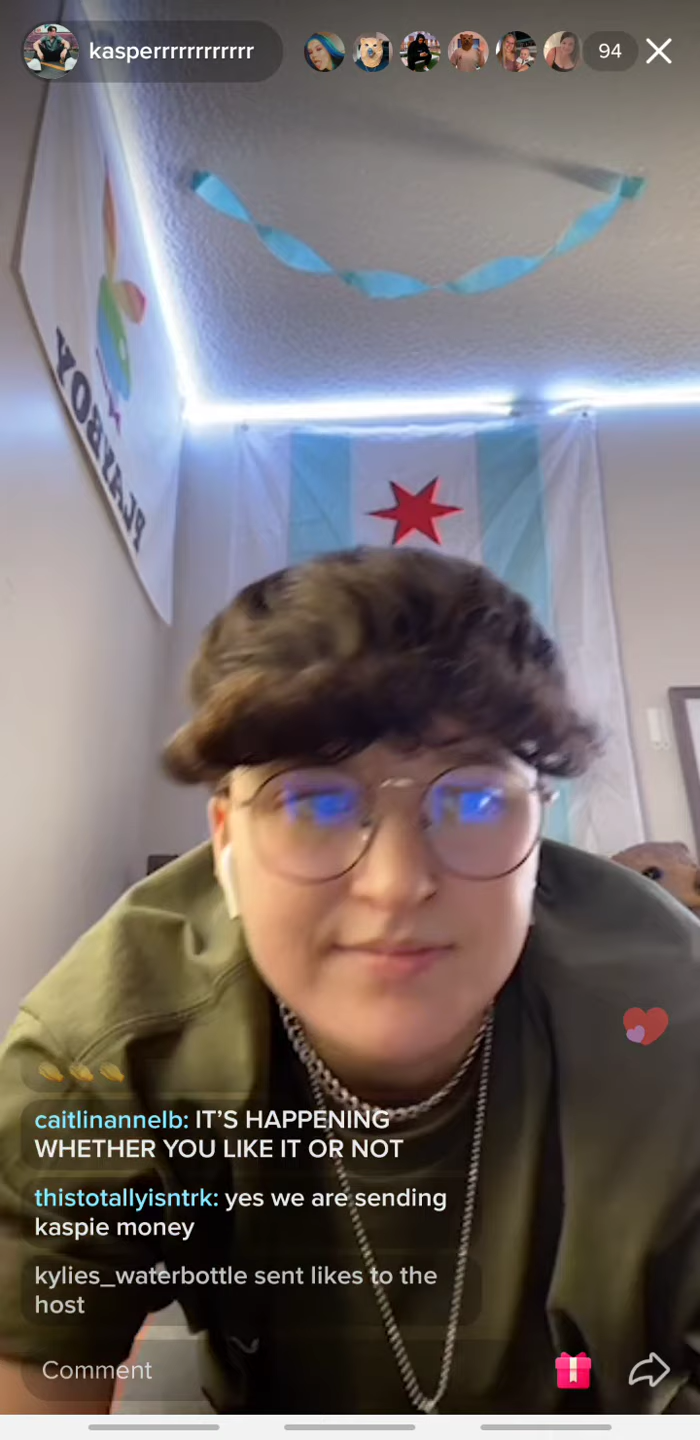 kasperrrrrrrrrrrr
94
PLAYBOY
👏👏👏
caitlinannelb: IT'S HAPPENING
WHETHER YOU LIKE IT OR NOT
thistotallyisntrk: yes we are sending
kaspie money
kylies_waterbottle sent likes to the
host
Comment